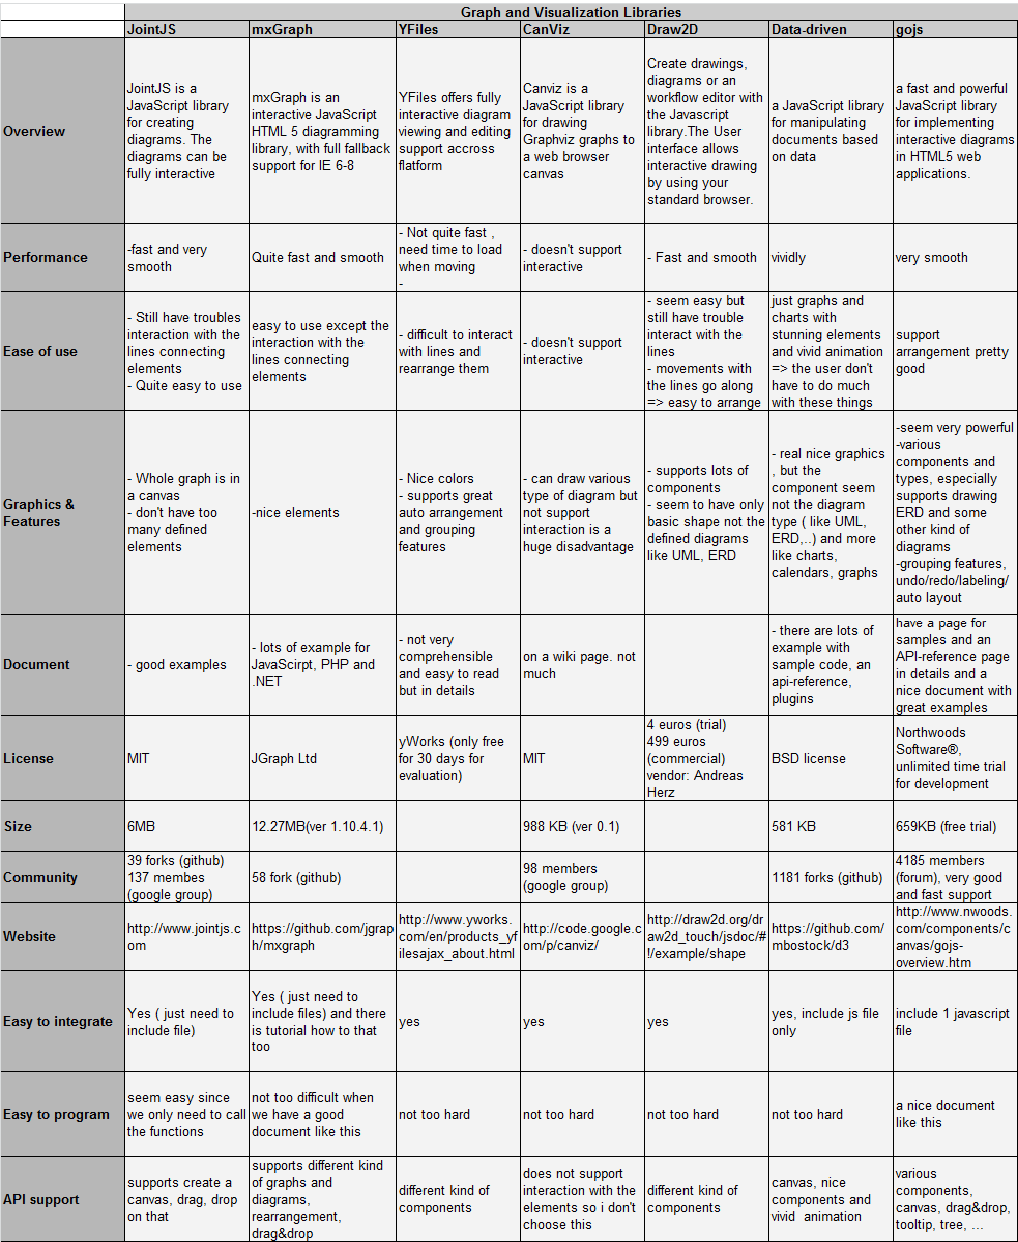 Graph and Visualization Libraries
JointJS
mxGraph
YFiles
CanViz
Draw2D
Data-driven
gojs
Overview
JointJS is a
JavaScript library
for creating
diagrams. The
diagrams can be
fully interactive
mxGraph is an
interactive JavaScript
HTML 5 diagramming
library, with full fallback
support for IE 6-8
YFiles offers fully
interactive diagram
viewing and editing
support accross
flatform
Canviz is a
JavaScript library
for drawing
Graphviz graphs to
a web browser
canvas
Create drawings,
diagrams or an
workflow editor with
the Javascript
library.The User
interface allows
interactive drawing
by using your
standard browser.
a JavaScript library
for manipulating
documents based
on data
a fast and powerful
JavaScript library
for implementing
interactive diagrams
in HTML5 web
applications.
Performance
-fast and very
smooth
Quite fast and smooth
- Not quite fast ,
need time to load
when moving
-
- doesn't support
interactive
- Fast and smooth
vividly
very smooth
Ease of use
- Still have troubles
interaction with the
lines connecting
elements
- Quite easy to use
easy to use except the
interaction with the
lines connecting
elements
- difficult to interact
with lines and
rearrange them
- doesn't support
interactive
- seem easy but
still have trouble
interact with the
lines
- movements with
the lines go along
=> easy to arrange
just graphs and
charts with
stunning elements
and vivid animation
=> the user don't
have to do much
with these things
support
arrangement pretty
good
Graphics &
Features
- Whole graph is in
a canvas
- don't have too
many defined
elements
-nice elements
- Nice colors
- supports great
auto arrangement
and grouping
features
- can draw various
type of diagram but
not support
interaction is a
huge disadvantage
- supports lots of
components
- seem to have only
basic shape not the
defined diagrams
like UML, ERD
- real nice graphics
, but the
component seem
not the diagram
type ( like UML,
ERD,..) and more
like charts,
calendars, graphs
-seem very powerful
-various
components and
types, especially
supports drawing
ERD and some
other kind of
diagrams
-grouping features,
undo/redo/labeling/
auto layout
Document
- good examples
- lots of example for
JavaScirpt, PHP and
.NET
- not very
comprehensible
and easy to read
but in details
on a wiki page. not
much
- there are lots of
example with
sample code, an
api-reference,
plugins
have a page for
samples and an
API-reference page
in details and a
nice document with
great examples
License
MIT
JGraph Ltd
yWorks (only free
for 30 days for
evaluation)
MIT
4 euros (trial)
499 euros
(commercial)
vendor: Andreas
Herz
BSD license
Northwoods
Software®,
unlimited time trial
for development
Size
6MB
12.27MB(ver 1.10.4.1)
988 KB (ver 0.1)
581 KB
659KB (free trial)
Community
39 forks (github)
137 membes
(google group)
58 fork (github)
98 members
(google group)
1181 forks (github)
4185 members
(forum), very good
and fast support
Website
http://www.jointjs.c
om
https://github.com/jgrap
h/mxgraph
http://www.yworks.
com/en/products_yf
ilesajax_about.html
http://code.google.c
om/p/canviz/
http://draw2d.org/dr
aw2d_touch/jsdoc/#
!/example/shape
https://github.com/
mbostock/d3
http://www.nwoods.
com/components/c
anvas/gojs-
overview.htm
Easy to integrate
Yes ( just need to
include file)
Yes ( just need to
include files) and there
is tutorial how to that
too
yes
yes
yes
yes, include js file
only
include 1 javascript
file
Easy to program
seem easy since
we only need to call
the functions
not too difficult when
we have a good
document like this
not too hard
not too hard
not too hard
not too hard
a nice document
like this
API support
supports create a
canvas, drag, drop
on that
supports different kind
of graphs and
diagrams,
rearrangement,
drag&drop
different kind of
components
does not support
interaction with the
elements so i don't
choose this
different kind of
components
canvas, nice
components and
vivid  animation
various
components,
canvas, drag&drop,
tooltip, tree, ...